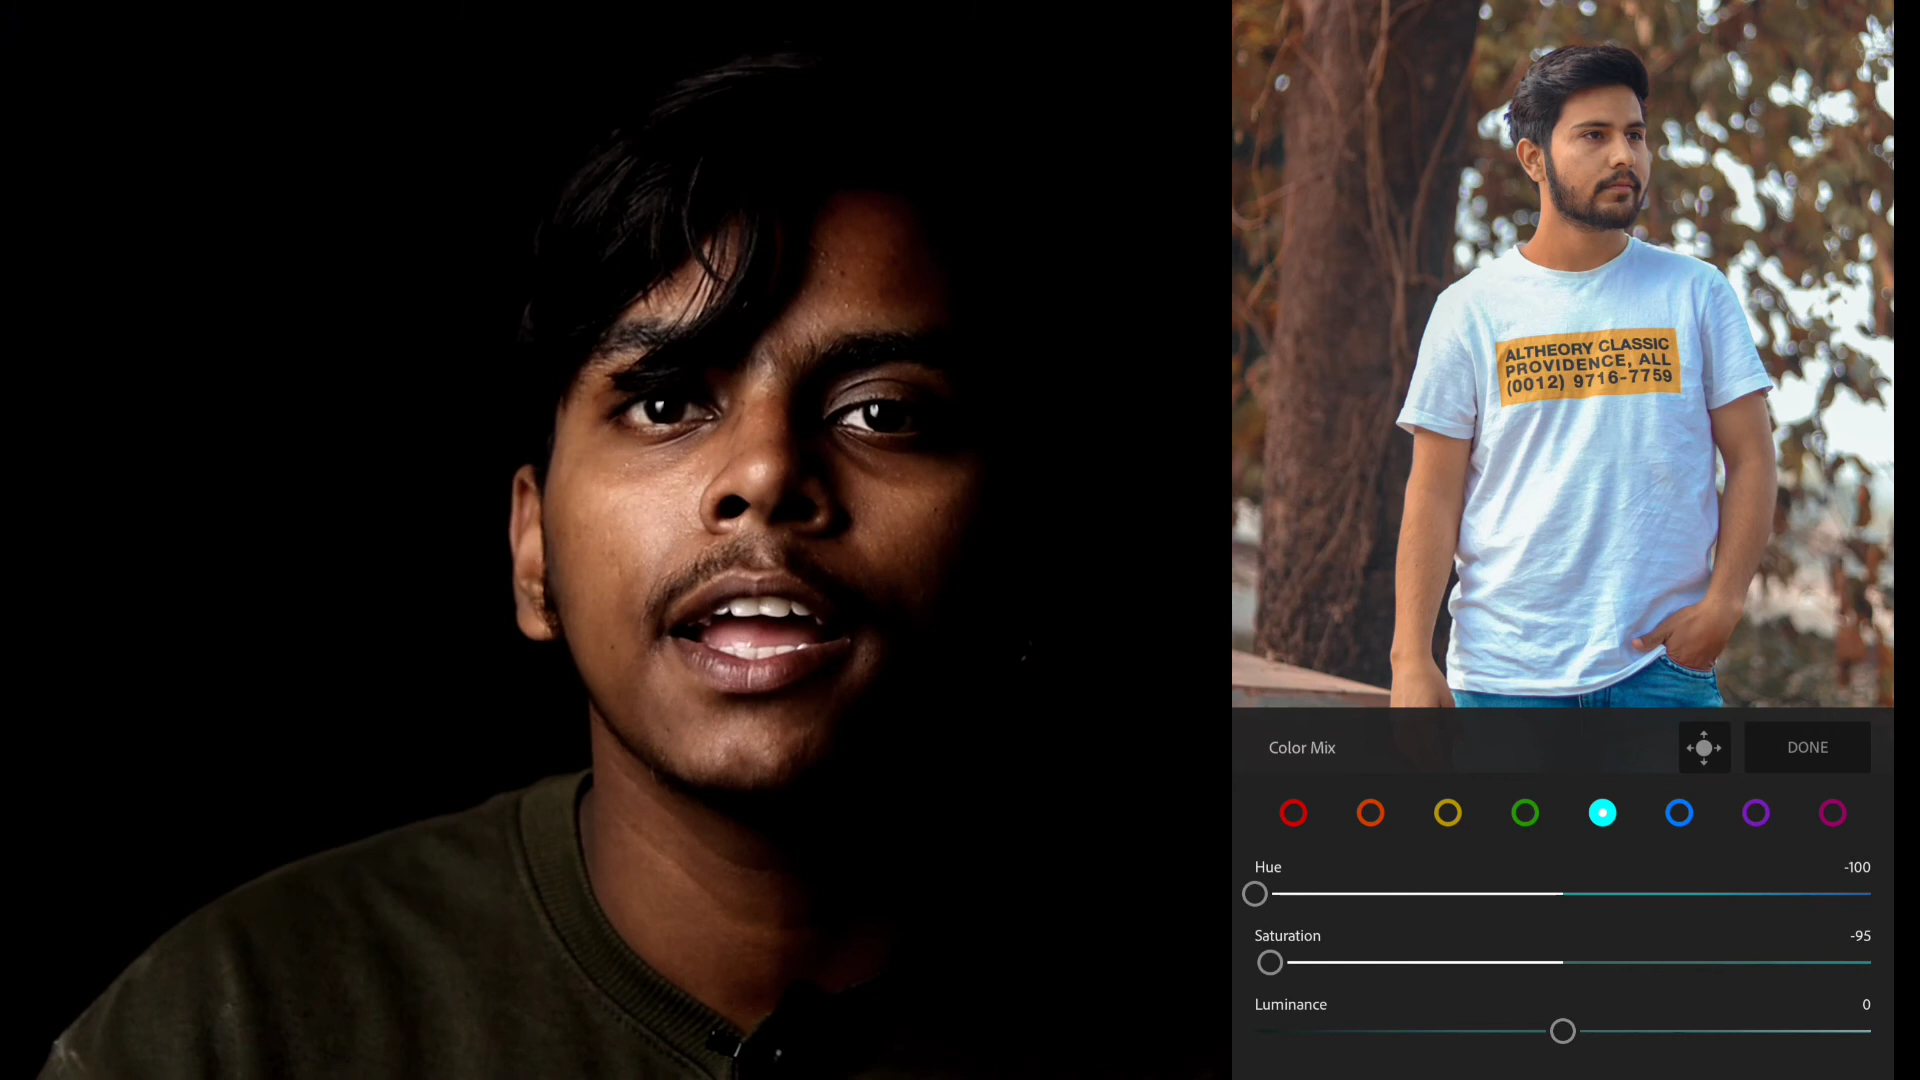 ALTHEORY CLASSIC
PROVIDENCE, ALL
(0012) 9716-7759
Color Mix
DONE
Hue
-100
Saturation
-95
Luminance
0